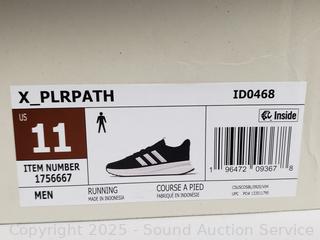 X_PLRPATH
ID0468
US
11
Inside
ITEM NUMBER
1756667
MEN
RUNNING
MADE IN INDONESIA
COURSE A PIED
FABRIQUÉ EN INDONESIE
1 96472 09367 8
Copyright 2025 - Sound Auction Service